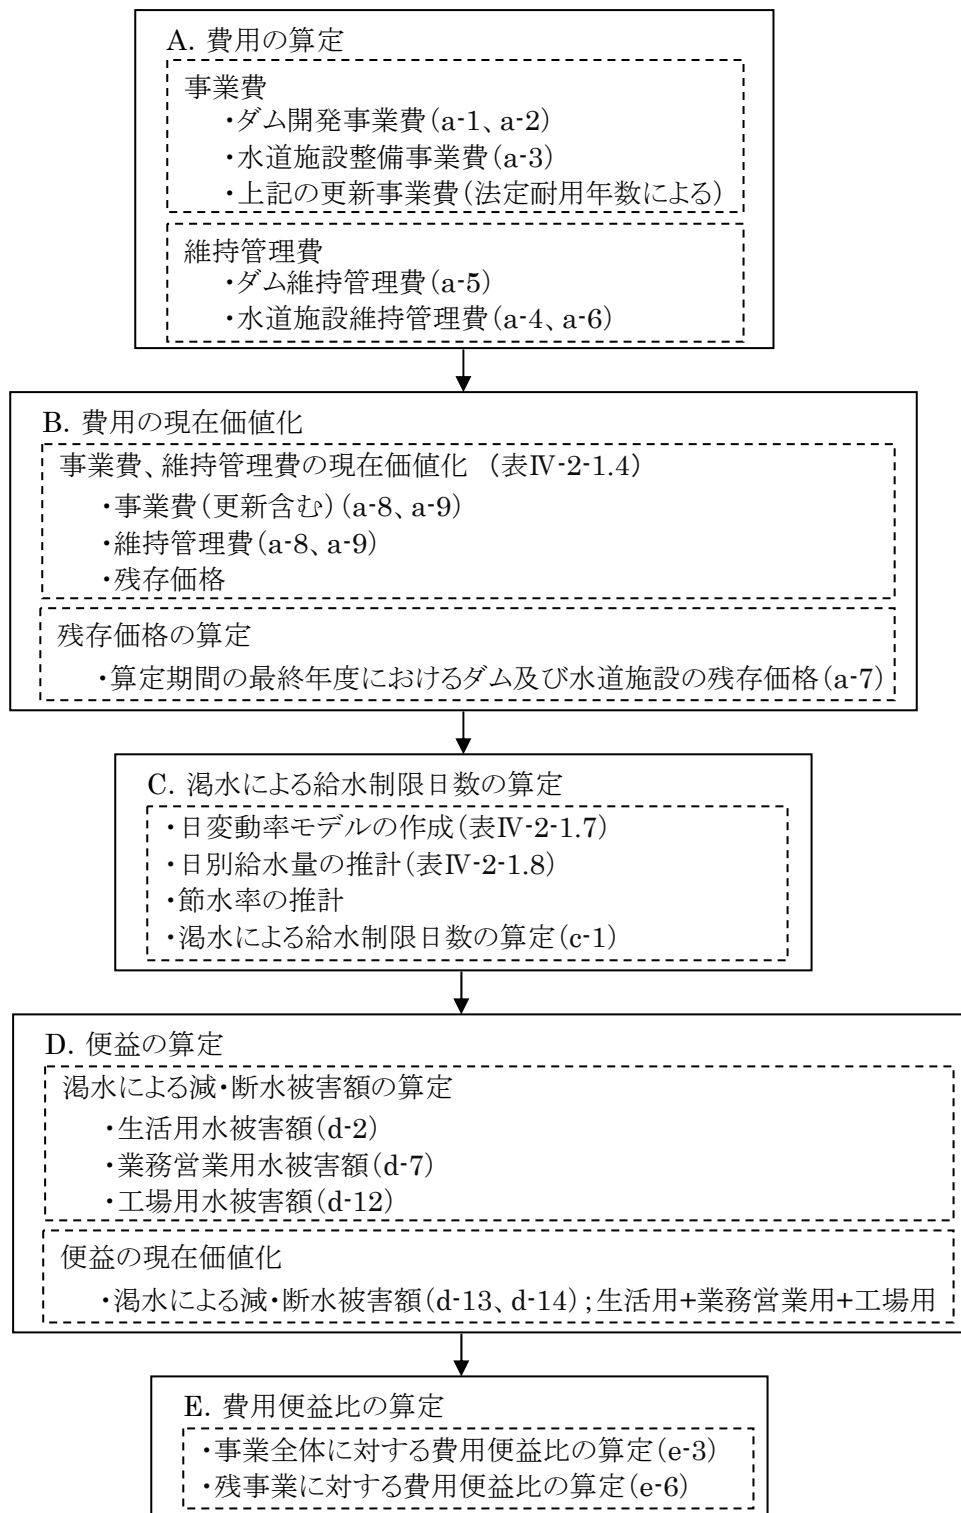 A. 費用の算定
事業費
・ダム開発事業費(a-1、a-2)
・水道施設整備事業費(a-3)
・上記の更新事業費(法定耐用年数による)
維持管理費
・ダム維持管理費(a-5)
・水道施設維持管理費(a-4、a-6)
B. 費用の現在価値化
事業費、維持管理費の現在価値化 (表Ⅳ-2-1.4)
・事業費(更新含む)(a-8、a-9)
・維持管理費(a-8、a-9)
・残存価格
残存価格の算定
・算定期間の最終年度におけるダム及び水道施設の残存価格(a-7)
C. 渇水による給水制限日数の算定
・日変動率モデルの作成(表Ⅳ-2-1.7)
・日別給水量の推計(表Ⅳ-2-1.8)
・節水率の推計
・渇水による給水制限日数の算定(c-1)
D. 便益の算定
渇水による減・断水被害額の算定
・生活用水被害額(d-2)
・業務営業用水被害額(d-7)
・工場用水被害額(d-12)
便益の現在価値化
・渇水による減・断水被害額(d-13、d-14);生活用+業務営業用+工場用
E. 費用便益比の算定
・事業全体に対する費用便益比の算定(e-3)
・残事業に対する費用便益比の算定(e-6)